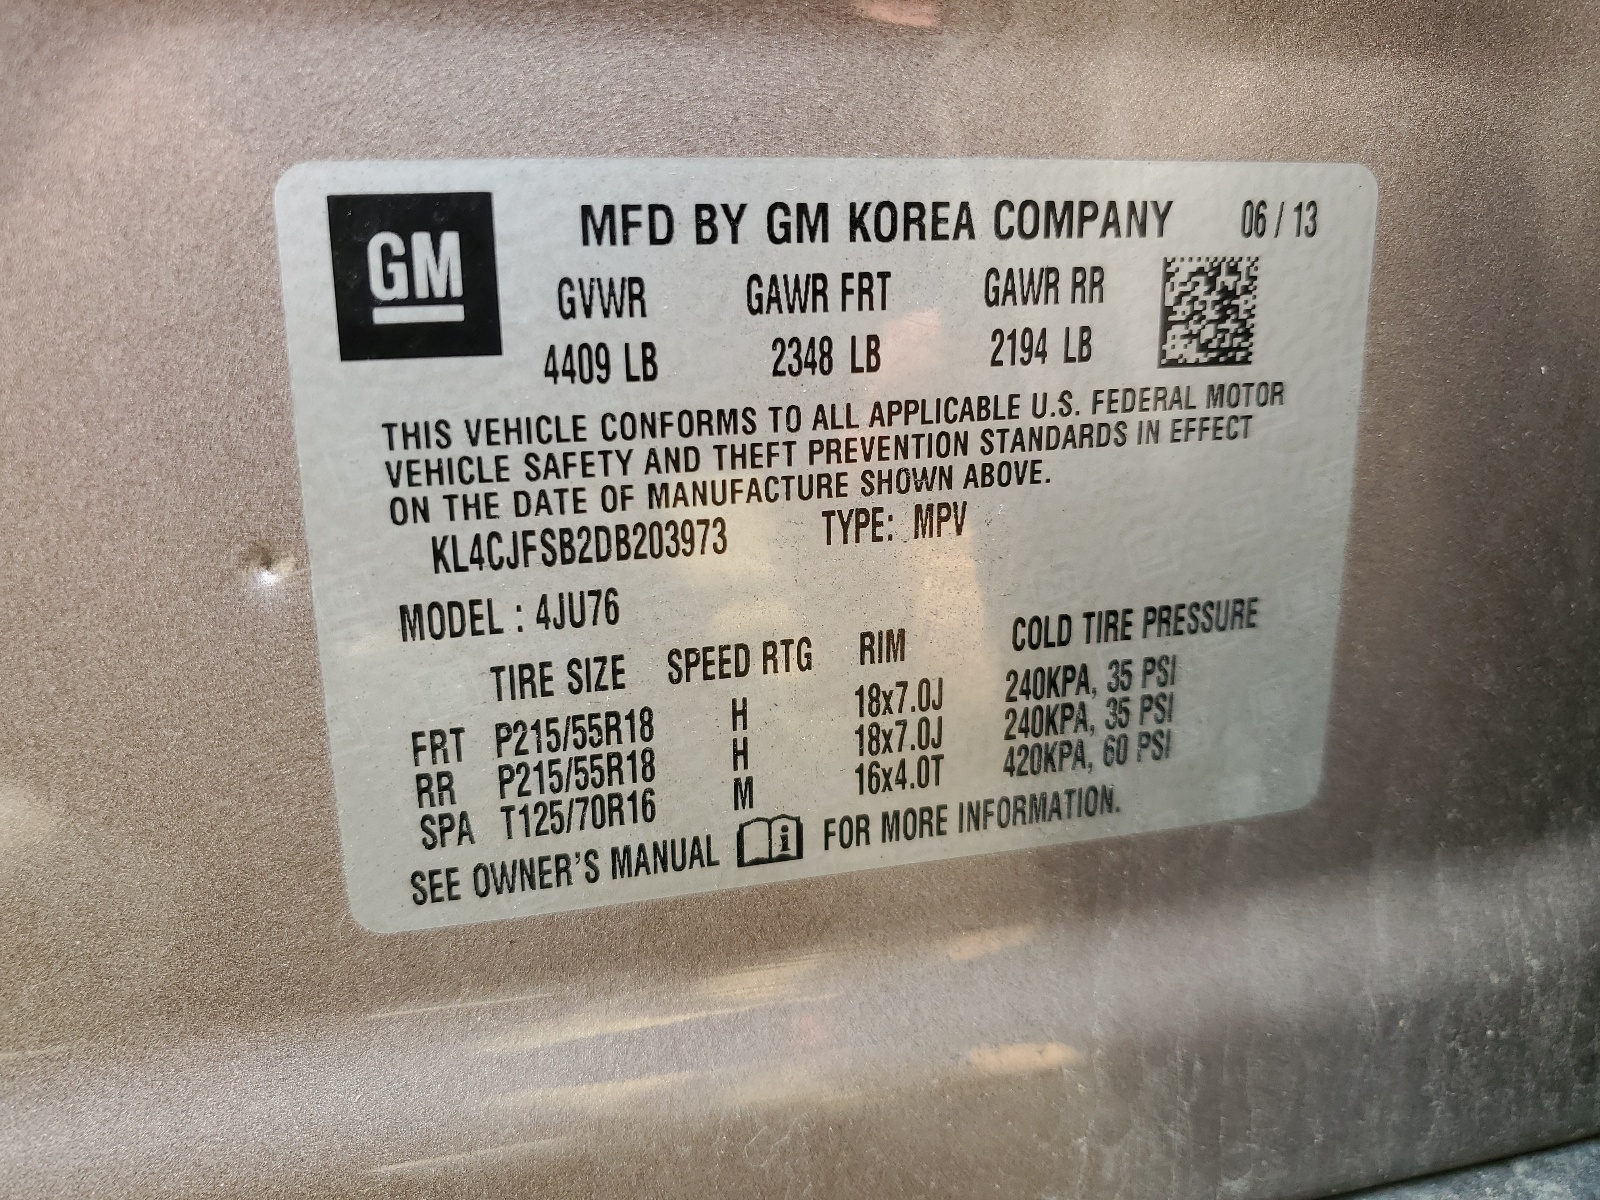 GM
MFD BY GM KOREA COMPANY 06 / 13
GVWR GAWR FRT GAWR RR
4409 LB 2348 LB 2194 LB
THIS VEHICLE CONFORMS TO ALL APPLICABLE U.S. FEDERAL MOTOR
VEHICLE SAFETY AND THEFT PREVENTION STANDARDS IN EFFECT
ON THE DATE OF MANUFACTURE SHOWN ABOVE.
KL4CJFSB2DB203973 TYPE: MPV
MODEL : 4JU76
TIRE SIZE SPEED RTG RIM COLD TIRE PRESSURE
FRT P215/55R18 H 18x7.0J 240KPA, 35 PSI
RR P215/55R18 H 18x7.0J 240KPA, 35 PSI
SPA T125/70R16 M 16x4.0T 420KPA, 60 PSI
SEE OWNER'S MANUAL i FOR MORE INFORMATION.